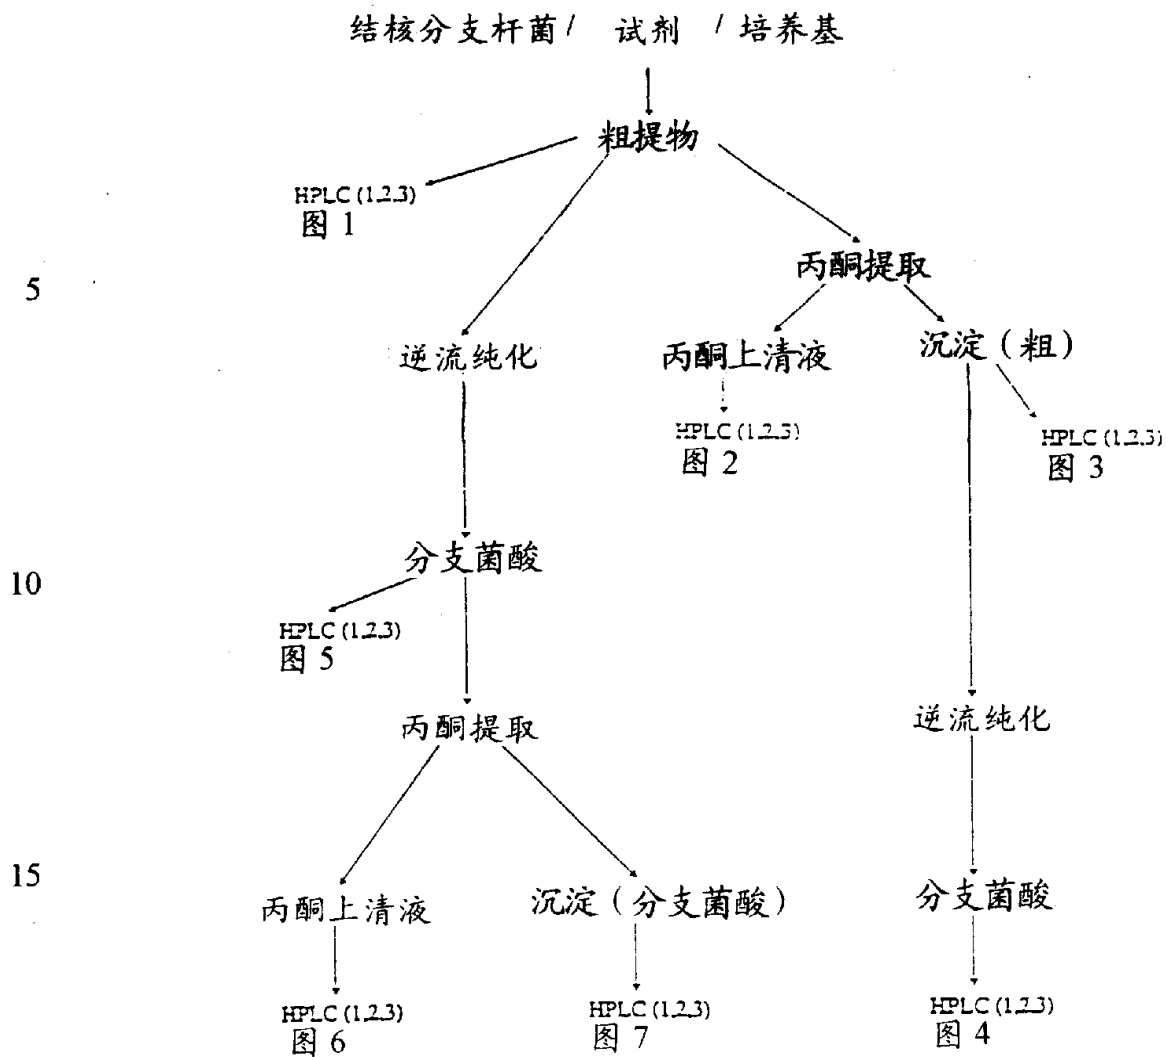 结核分支杆菌/ 试剂 /培养基
粗提物
HPLC (1,2,3)
图 1
丙酮提取
5
逆流纯化
丙酮上清液
沉淀(粗)
HPLC (1,2,3)
图 2
HPLC (1,2,3)
图 3
分支菌酸
10
HPLC (1,2,3)
图 5
丙酮提取
逆流纯化
15
丙酮上清液
沉淀(分支菌酸)
分支菌酸
HPLC (1,2,3)
图 6
HPLC (1,2,3)
图 7
HPLC (1,2,3)
图 4